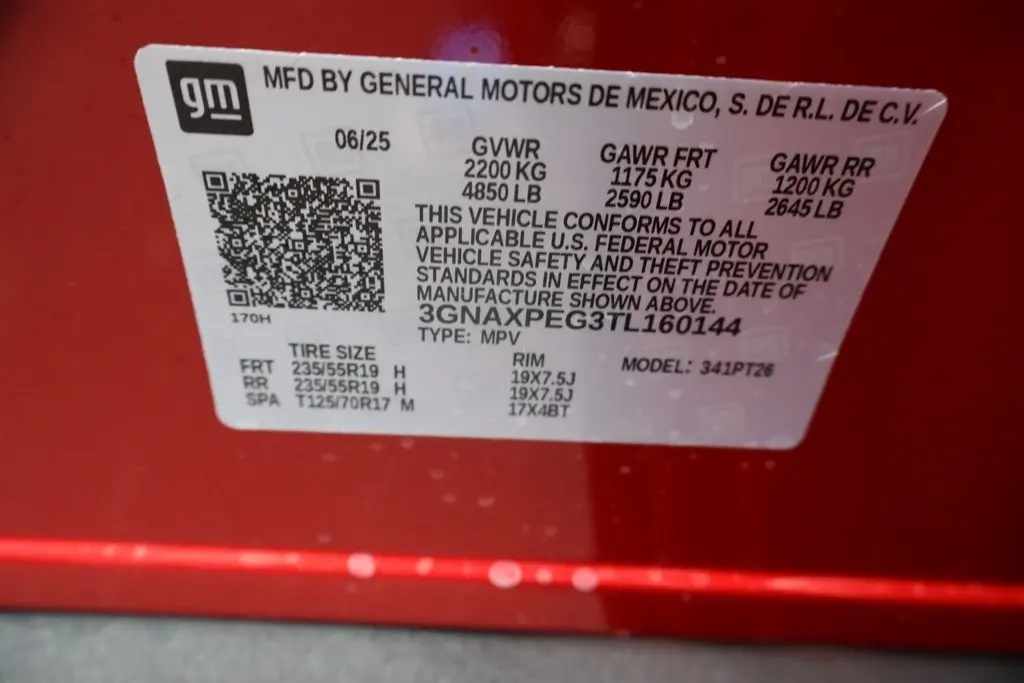 gm MFD BY GENERAL MOTORS DE MEXICO, S. DE R.L. DE C.V.
06/25 GVWR GAWR FRT GAWR RR
2200 KG 1175 KG 1200 KG
4850 LB 2590 LB 2645 LB
THIS VEHICLE CONFORMS TO ALL
APPLICABLE U.S. FEDERAL MOTOR
VEHICLE SAFETY AND THEFT PREVENTION
STANDARDS IN EFFECT ON THE DATE OF
MANUFACTURE SHOWN ABOVE.
3GNAXPEG3TL160144
170H
TYPE: MPV
TIRE SIZE RIM MODEL: 341PT26
FRT 235/55R19 H 19X7.5J
RR 235/55R19 H 19X7.5J
SPA T125/70R17 M 17X4BT